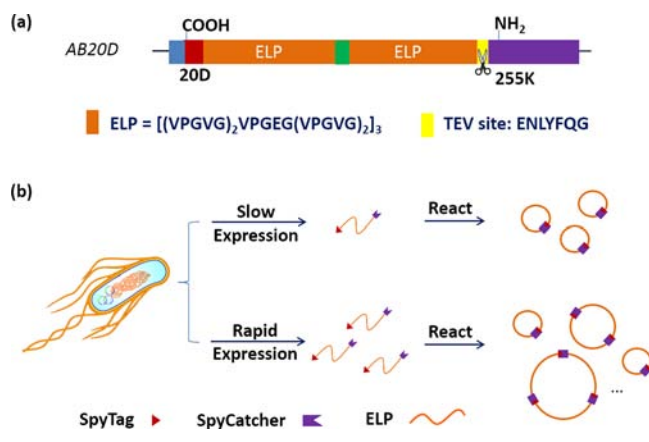 (a)
COOH
NH2
AB20D
ELP
ELP
20D
255K
ELP = [(VPGVG)2VPGEG(VPGVG)2]3
TEV site: ENLYFQG
(b)
Slow
Expression
React
Rapid
Expression
React
...
SpyTag
SpyCatcher
ELP